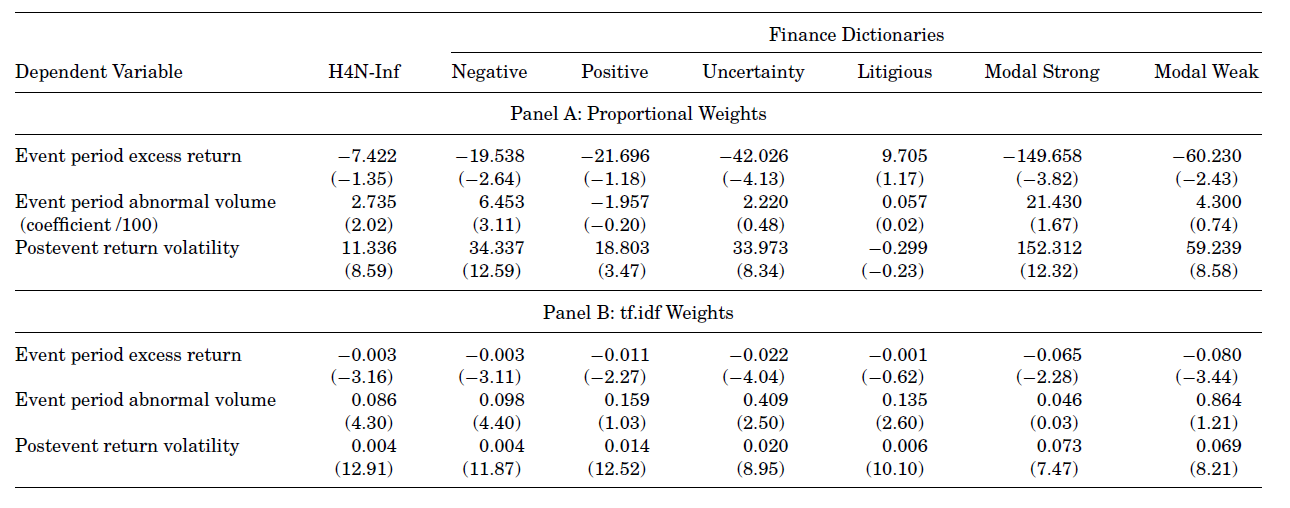 Finance Dictionaries
Dependent Variable H4N-Inf Negative Positive Uncertainty Litigious Modal Strong Modal Weak
Panel A: Proportional Weights
Event period excess return −7.422 −19.538 −21.696 −42.026 9.705 −149.658 −60.230
(−1.35) (−2.64) (−1.18) (−4.13) (1.17) (−3.82) (−2.43)
Event period abnormal volume 2.735 6.453 −1.957 2.220 0.057 21.430 4.300
(coefficient /100) (2.02) (3.11) (−0.20) (0.48) (0.02) (1.67) (0.74)
Postevent return volatility 11.336 34.337 18.803 33.973 −0.299 152.312 59.239
(8.59) (12.59) (3.47) (8.34) (−0.23) (12.32) (8.58)
Panel B: tf.idf Weights
Event period excess return −0.003 −0.003 −0.011 −0.022 −0.001 −0.065 −0.080
(−3.16) (−3.11) (−2.27) (−4.04) (−0.62) (−2.28) (−3.44)
Event period abnormal volume 0.086 0.098 0.159 0.409 0.135 0.046 0.864
(4.30) (4.40) (1.03) (2.50) (2.60) (0.03) (1.21)
Postevent return volatility 0.004 0.004 0.014 0.020 0.006 0.073 0.069
(12.91) (11.87) (12.52) (8.95) (10.10) (7.47) (8.21)